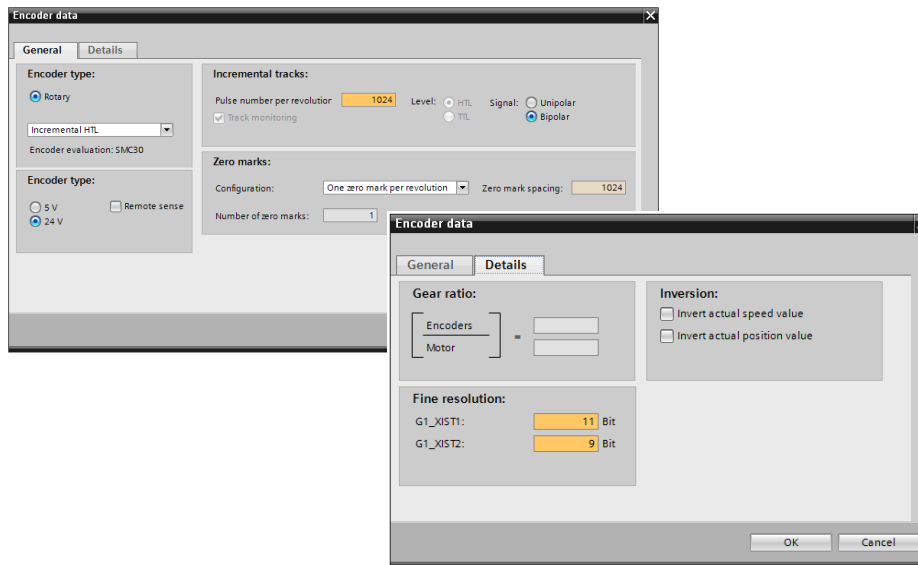 Encoder data
General
Details
Encoder type:
Rotary
Incremental HTL
Encoder evaluation: SMC30
Encoder type:
5 V
24 V
Remote sense
Incremental tracks:
Pulse number per revolutior
1024
Level:
HTL
TTL
Signal:
Unipolar
Bipolar
Track monitoring
Zero marks:
Configuration:
One zero mark per revolution
Zero mark spacing:
1024
Number of zero marks:
1
Encoder data
General
Details
Gear ratio:
Encoders
Motor
=
Inversion:
Invert actual speed value
Invert actual position value
Fine resolution:
G1_XIST1:
11 Bit
G1_XIST2:
9 Bit
OK
Cancel